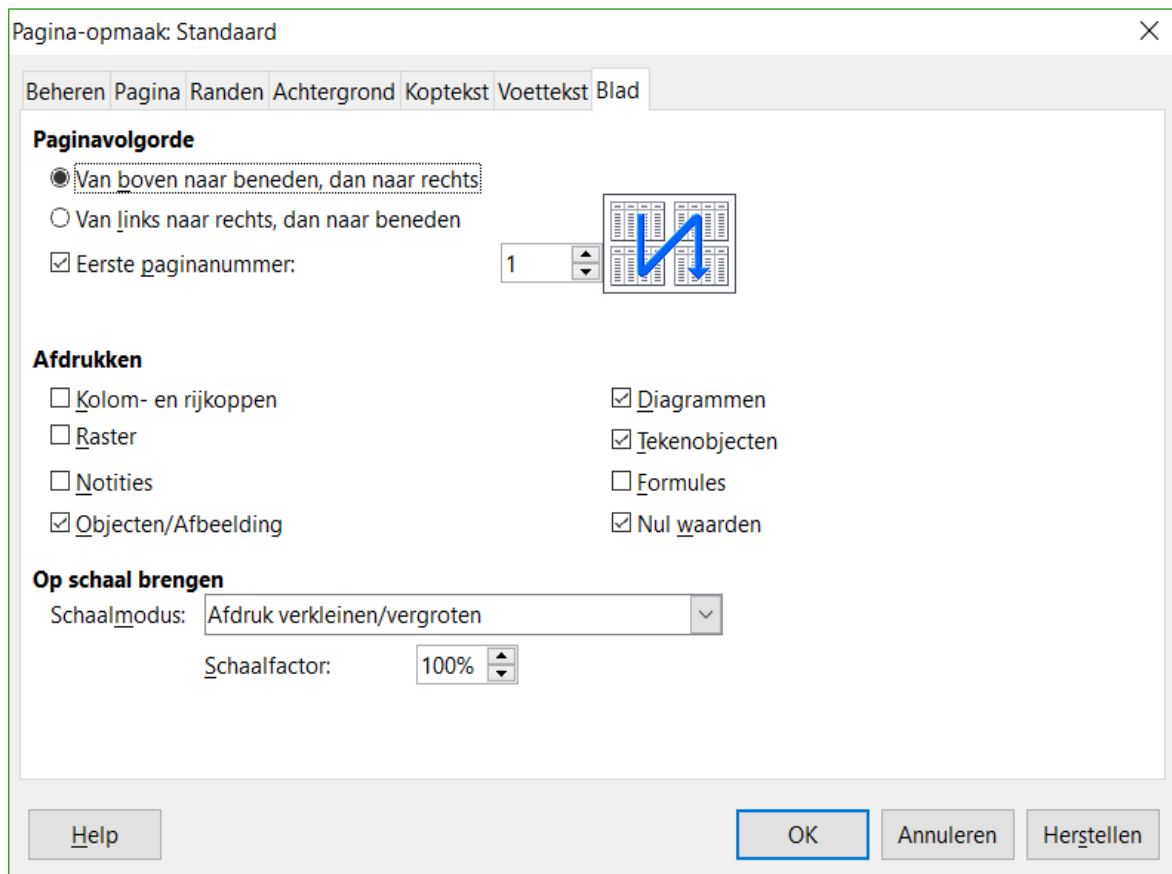 Pagina-opmaak: Standaard
Beheren Pagina Randen Achtergrond Koptekst Voettekst Blad
Paginavolgorde
Van boven naar beneden, dan naar rechts
Van links naar rechts, dan naar beneden
Eerste paginanummer: 1
Afdrukken
Kolom- en rijkoppen
Raster
Notities
Objecten/Afbeelding
Diagrammen
Tekenobjecten
Formules
Nul waarden
Op schaal brengen
Schaalmodus: Afdruk verkleinen/vergroten
Schaalfactor: 100%
Help OK Annuleren Herstellen